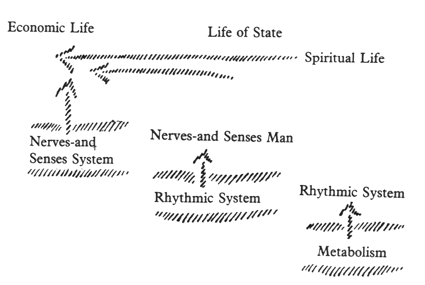 Economic Life
Life of State
Spiritual Life
Nerves-and
Senses System
Nerves-and Senses Man
Rhythmic System
Rhythmic System
Metabolism